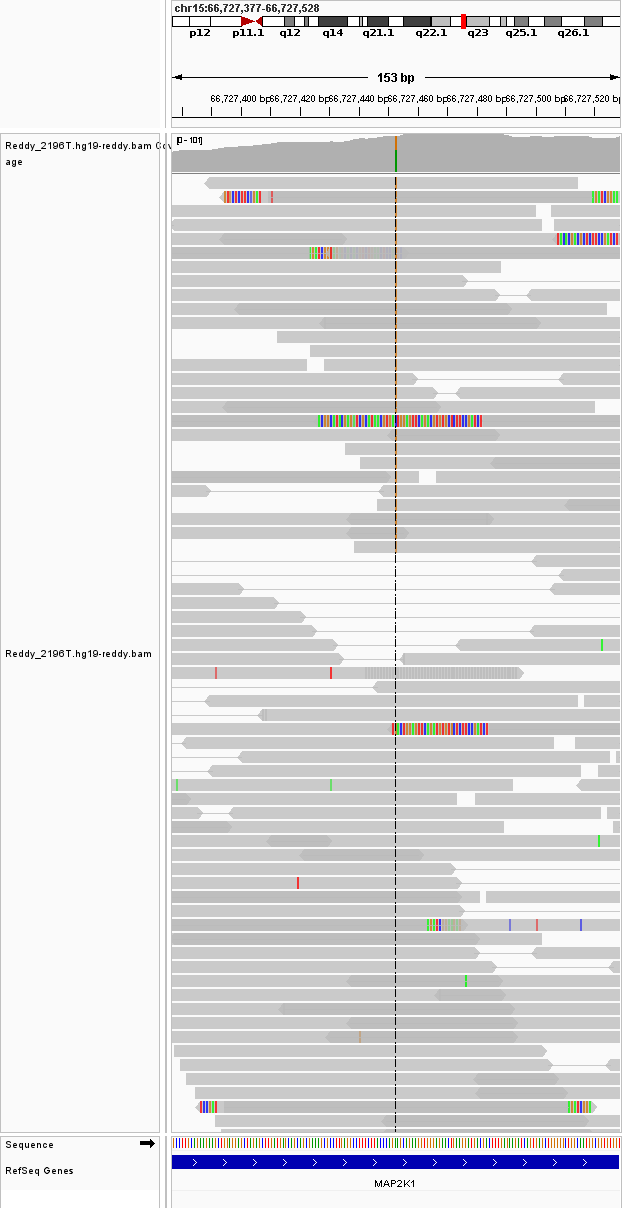 chr15:66,727,377-66,727,528
p12 p11.1 q12 q14 q21.1 q22.1 q23 q25.1 q26.1
153 bp
66,727,400 bp 66,727,420 bp 66,727,440 bp 66,727,460 bp 66,727,480 bp 66,727,500 bp 66,727,520 bp
Reddy_2196T.hg19-reddy.bam Cov
age
[0 - 101]
Reddy_2196T.hg19-reddy.bam
Sequence
RefSeq Genes
MAP2K1